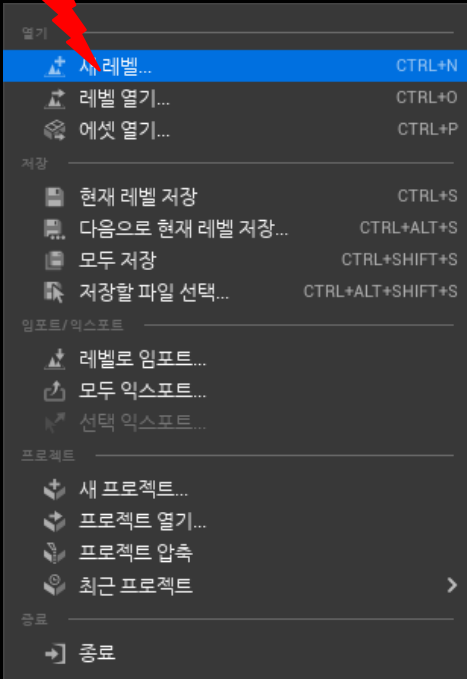 열기
새 레벨... CTRL+N
레벨 열기... CTRL+O
에셋 열기... CTRL+P
저장
현재 레벨 저장 CTRL+S
다음으로 현재 레벨 저장... CTRL+ALT+S
모두 저장 CTRL+SHIFT+S
저장할 파일 선택... CTRL+ALT+SHIFT+S
임포트/익스포트
레벨로 임포트...
모두 익스포트...
선택 익스포트...
프로젝트
새 프로젝트...
프로젝트 열기...
프로젝트 압축
최근 프로젝트
종료
종료